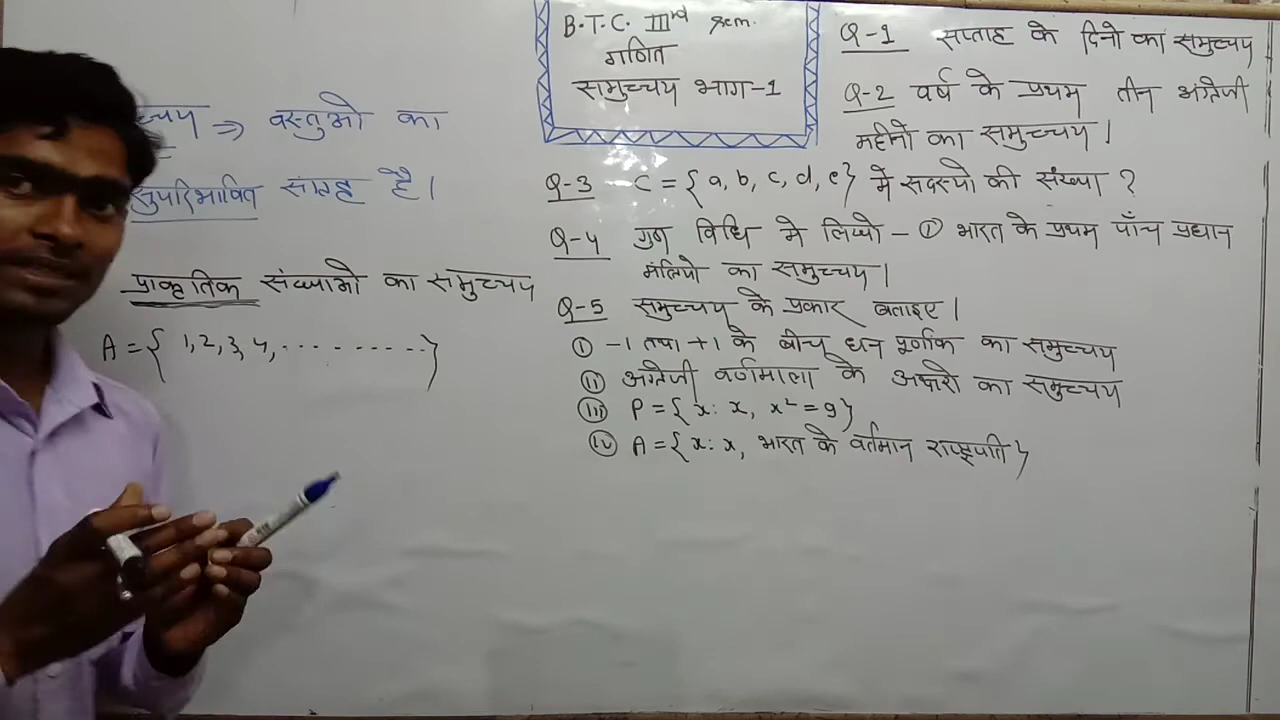 B.T.C. IIIrd sem.
गणित
समुच्चय भाग-1
च्चय ⇒ वस्तुओ का
सुपरिभाषित संग्रह है।
प्राकृतिक संख्याओ का समुच्चय
A = { 1, 2, 3, 4, .......... }
Q-1 सप्ताह के दिनो का समुच्चय
Q-2 वर्ष के प्रथम तीन अंग्रेजी
महीनो का समुच्चय।
Q-3 C = {a, b, c, d, e} मे सदस्यो की संख्या ?
Q-4 गुण विधि मे लिखो - ① भारत के प्रथम पाँच प्रधान
मंत्रियो का समुच्चय।
Q-5 समुच्चय के प्रकार बताइए।
① -1 तथा +1 के बीच धन पूर्णांक का समुच्चय
ⅱ अंग्रेजी वर्णमाला के अक्षरो का समुच्चय
ⅲ P = {x: x, x² = 9}
ⅳ A = {x: x, भारत के वर्तमान राष्ट्रपति}